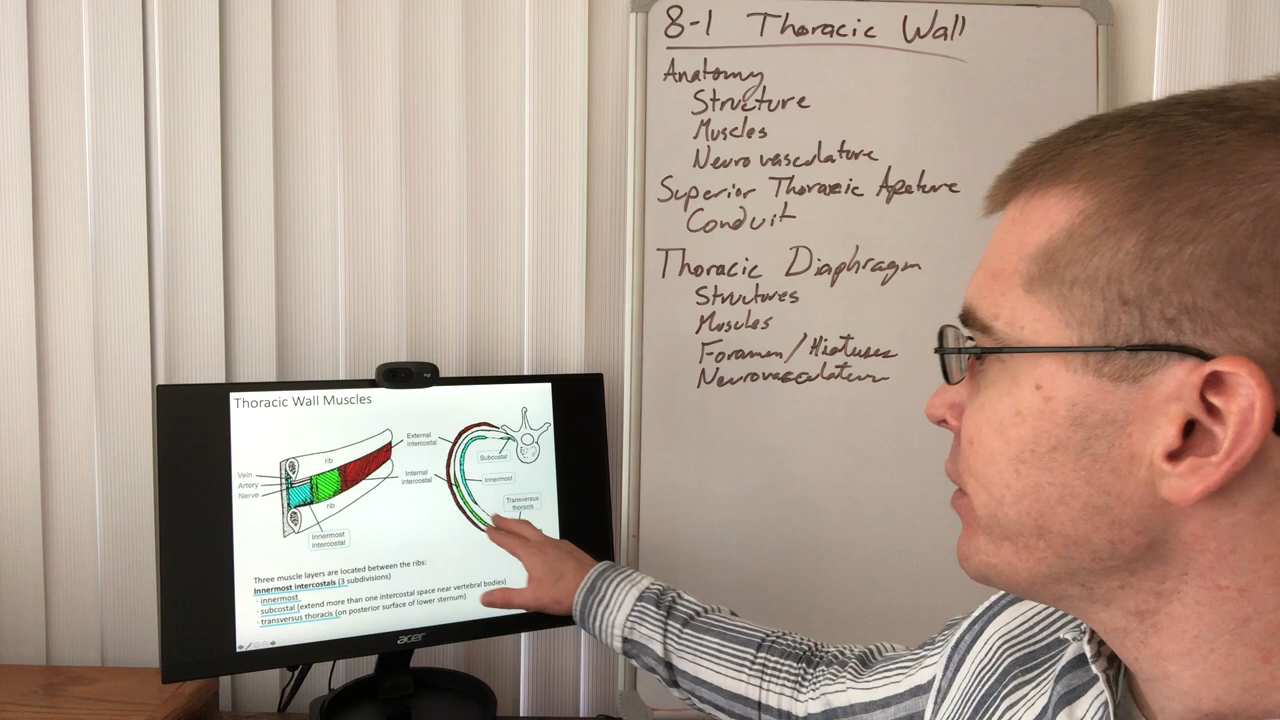 8-1 Thoracic Wall
Anatomy
Structure
Muscles
Neurovasculature
Superior Thoracic Apeture
Conduit
Thoracic Diaphragm
Structures
Muscles
Foramen/Hiatuses
Neurovasculature
Thoracic Wall Muscles
rib
Vein
Artery
Nerve
rib
External intercostal
Internal intercostal
Innermost intercostal
Subcostal
innermost
Transversus thoracis
Three muscle layers are located between the ribs:
Innermost intercostals (3 subdivisions)
- innermost
- subcostal (extend more than one intercostal space near vertebral bodies)
- transversus thoracis (on posterior surface of lower sternum)
acer